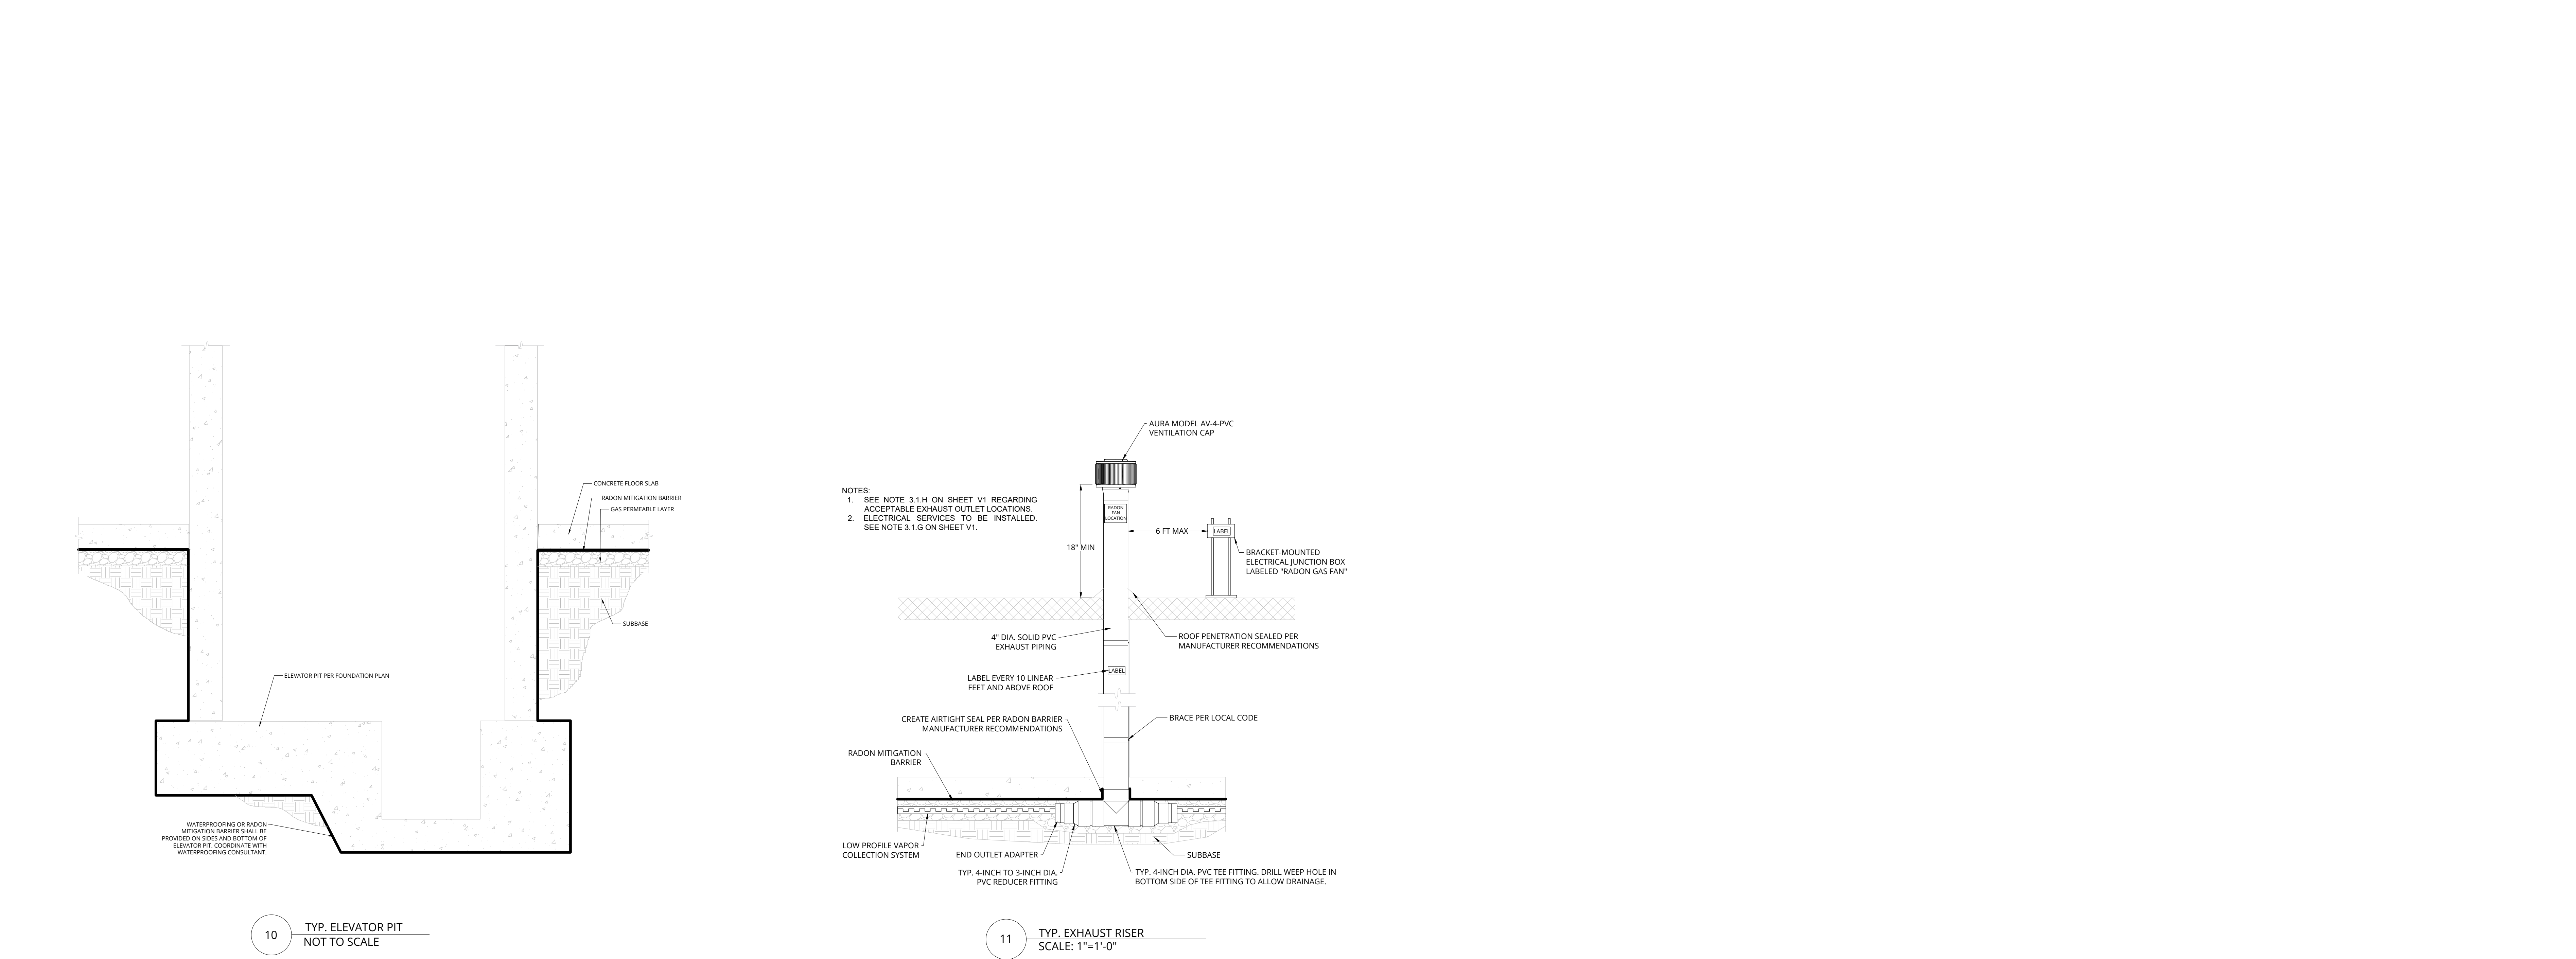 CONCRETE FLOOR SLAB
RADON MITIGATION BARRIER
GAS PERMEABLE LAYER
SUBBASE
ELEVATOR PIT PER FOUNDATION PLAN
WATERPROOFING OR RADON
MITIGATION BARRIER SHALL BE
PROVIDED ON SIDES AND BOTTOM OF
ELEVATOR PIT. COORDINATE WITH
WATERPROOFING CONSULTANT.
10
TYP. ELEVATOR PIT
NOT TO SCALE
AURA MODEL AV-4-PVC
VENTILATION CAP
NOTES:
1. SEE NOTE 3.1.H ON SHEET V1 REGARDING
ACCEPTABLE EXHAUST OUTLET LOCATIONS.
2. ELECTRICAL SERVICES TO BE INSTALLED.
SEE NOTE 3.1.G ON SHEET V1.
RADON
FAN
LOCATION
18" MIN
6 FT MAX
LABEL
BRACKET-MOUNTED
ELECTRICAL JUNCTION BOX
LABELED "RADON GAS FAN"
4" DIA. SOLID PVC
EXHAUST PIPING
ROOF PENETRATION SEALED PER
MANUFACTURER RECOMMENDATIONS
LABEL
LABEL EVERY 10 LINEAR
FEET AND ABOVE ROOF
CREATE AIRTIGHT SEAL PER RADON BARRIER
MANUFACTURER RECOMMENDATIONS
BRACE PER LOCAL CODE
RADON MITIGATION
BARRIER
LOW PROFILE VAPOR
COLLECTION SYSTEM
END OUTLET ADAPTER
SUBBASE
TYP. 4-INCH TO 3-INCH DIA.
PVC REDUCER FITTING
TYP. 4-INCH DIA. PVC TEE FITTING. DRILL WEEP HOLE IN
BOTTOM SIDE OF TEE FITTING TO ALLOW DRAINAGE.
11
TYP. EXHAUST RISER
SCALE: 1"=1'-0"